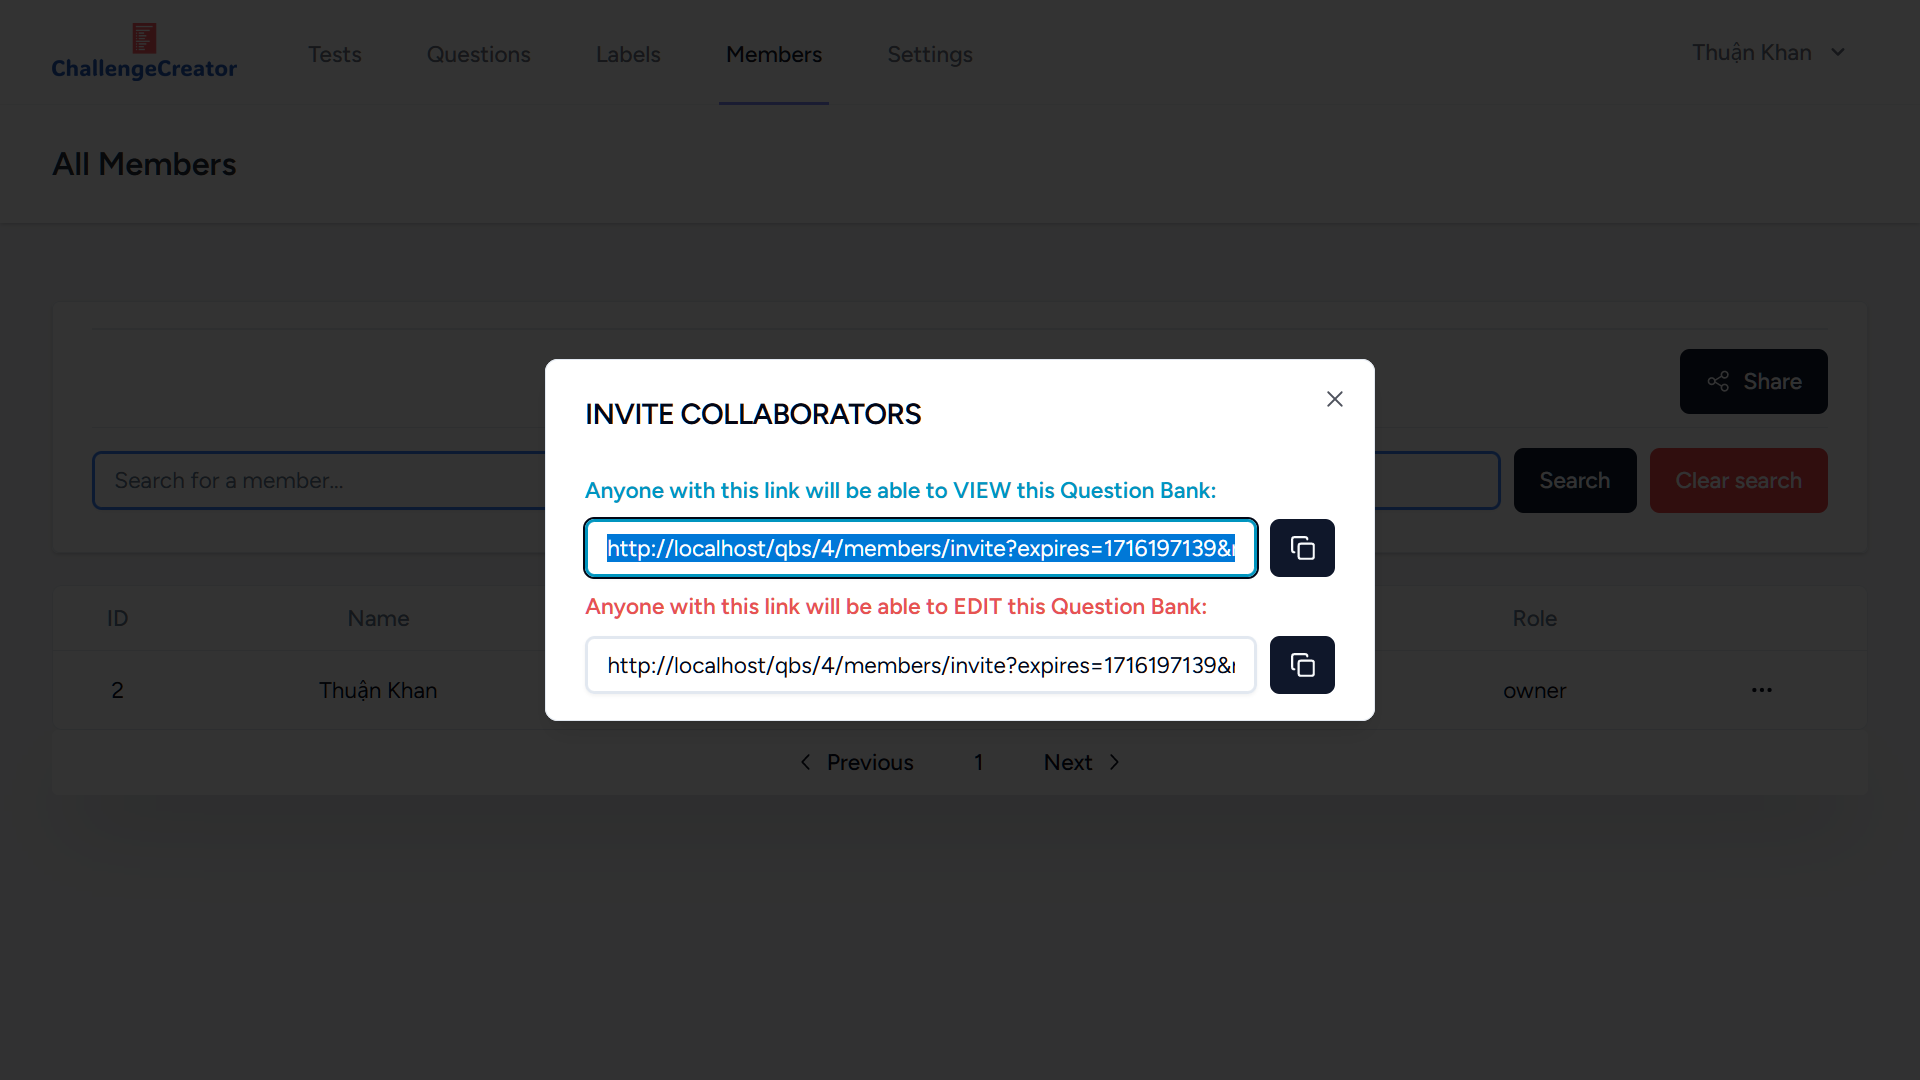 ChallengeCreator
Tests
Questions
Labels
Members
Settings
Thuận Khan
All Members
Share
Search for a member...
Search
Clear search
INVITE COLLABORATORS
Anyone with this link will be able to VIEW this Question Bank:
http://localhost/qbs/4/members/invite?expires=1716197139&r
Anyone with this link will be able to EDIT this Question Bank:
http://localhost/qbs/4/members/invite?expires=1716197139&r
ID
Name
Role
2
Thuận Khan
owner
Previous
1
Next